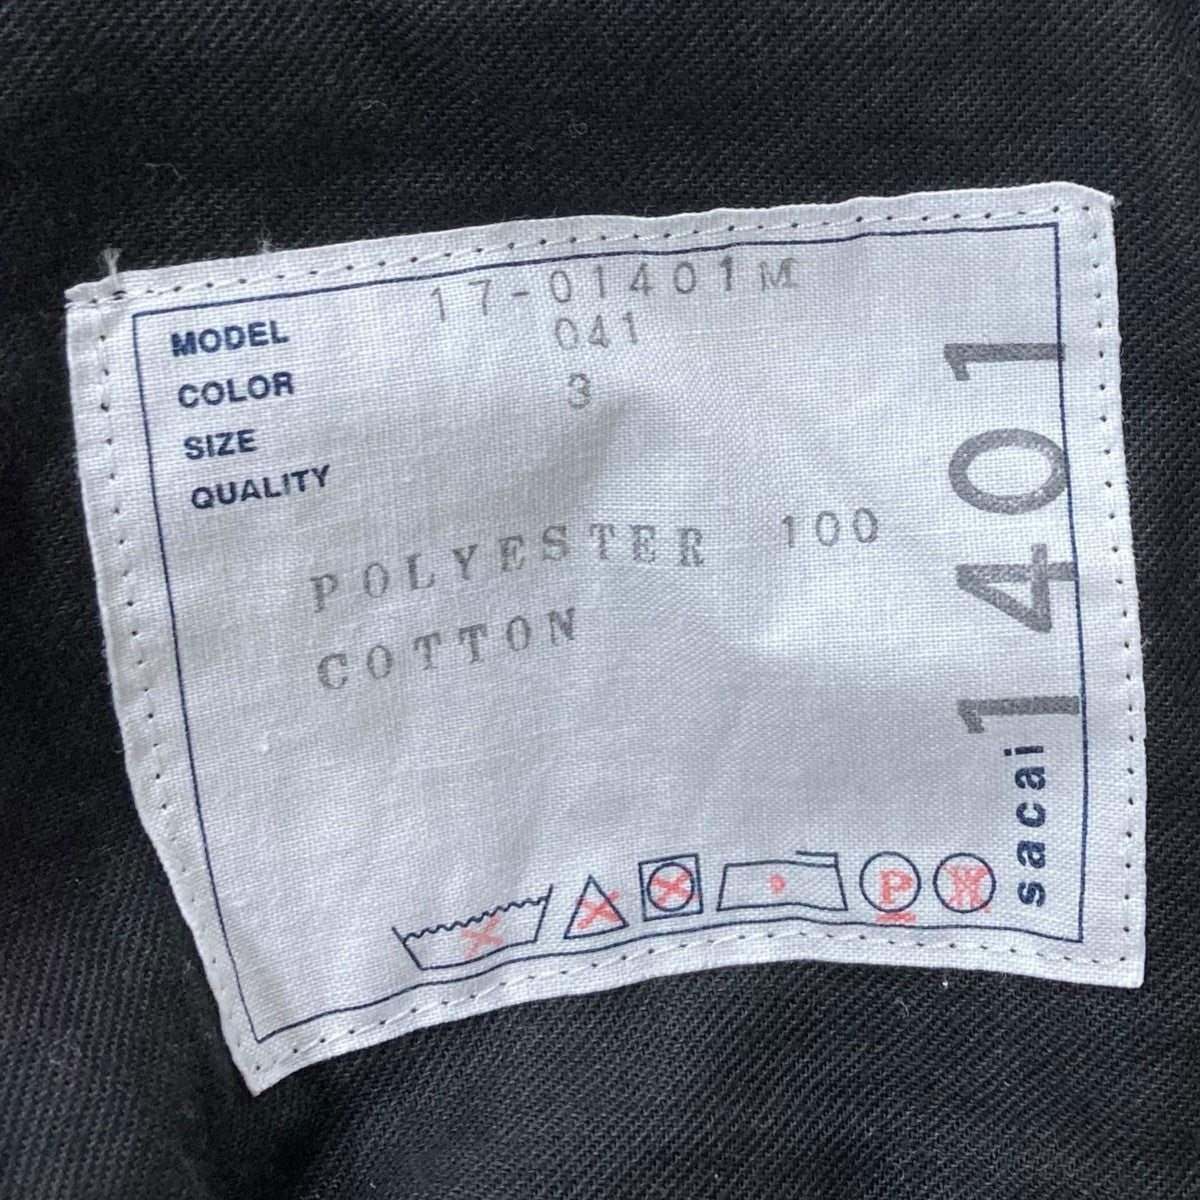 MODEL 17-01401M
COLOR 041
SIZE 3
QUALITY
POLYESTER 100
COTTON
1401
sacai
P
W